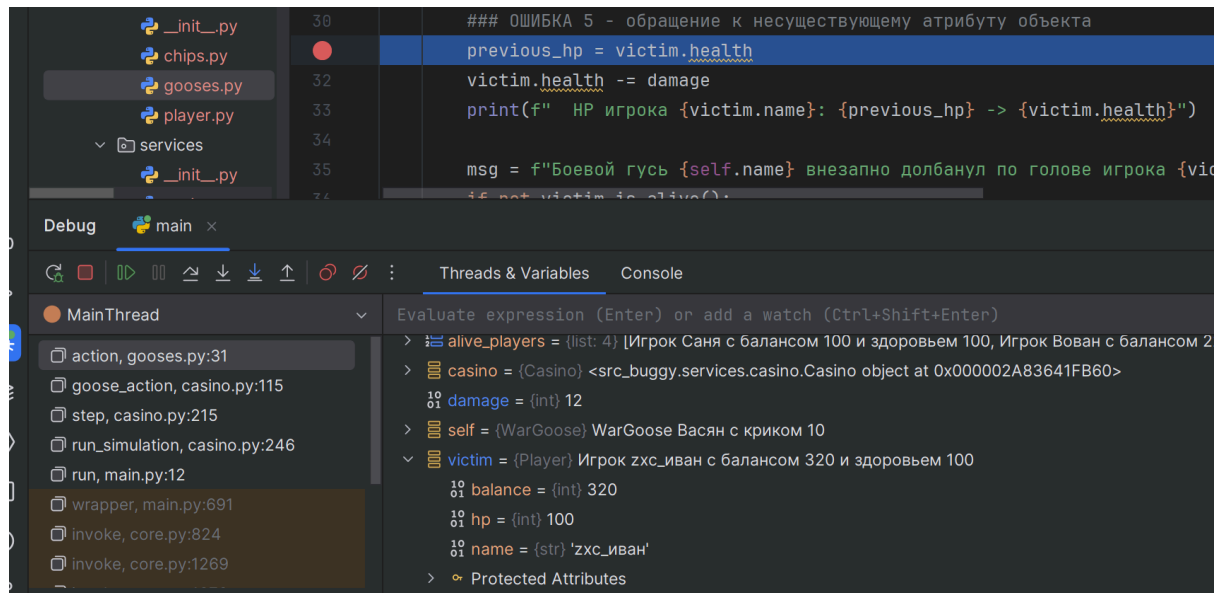 __init__.py
chips.py
gooses.py
player.py
services
__init__.py
30 ### ОШИБКА 5 - обращение к несуществующему атрибуту объекта
previous_hp = victim.health
32 victim.health -= damage
33 print(f" HP игрока {victim.name}: {previous_hp} -> {victim.health}")
34
35 msg = f"Боевой гусь {self.name} внезапно долбанул по голове игрока {vic
if not victim.is_alive():
Debug main ×
Threads & Variables Console
MainThread
Evaluate expression (Enter) or add a watch (Ctrl+Shift+Enter)
action, gooses.py:31
goose_action, casino.py:115
step, casino.py:215
run_simulation, casino.py:246
run, main.py:12
wrapper, main.py:691
invoke, core.py:824
invoke, core.py:1269
alive_players = {list: 4} [Игрок Саня с балансом 100 и здоровьем 100, Игрок Вован с балансом 2
casino = {Casino} <src_buggy.services.casino.Casino object at 0x000002A83641FB60>
damage = {int} 12
self = {WarGoose} WarGoose Васян с криком 10
victim = {Player} Игрок zxc_иван с балансом 320 и здоровьем 100
balance = {int} 320
hp = {int} 100
name = {str} 'zxc_иван'
Protected Attributes